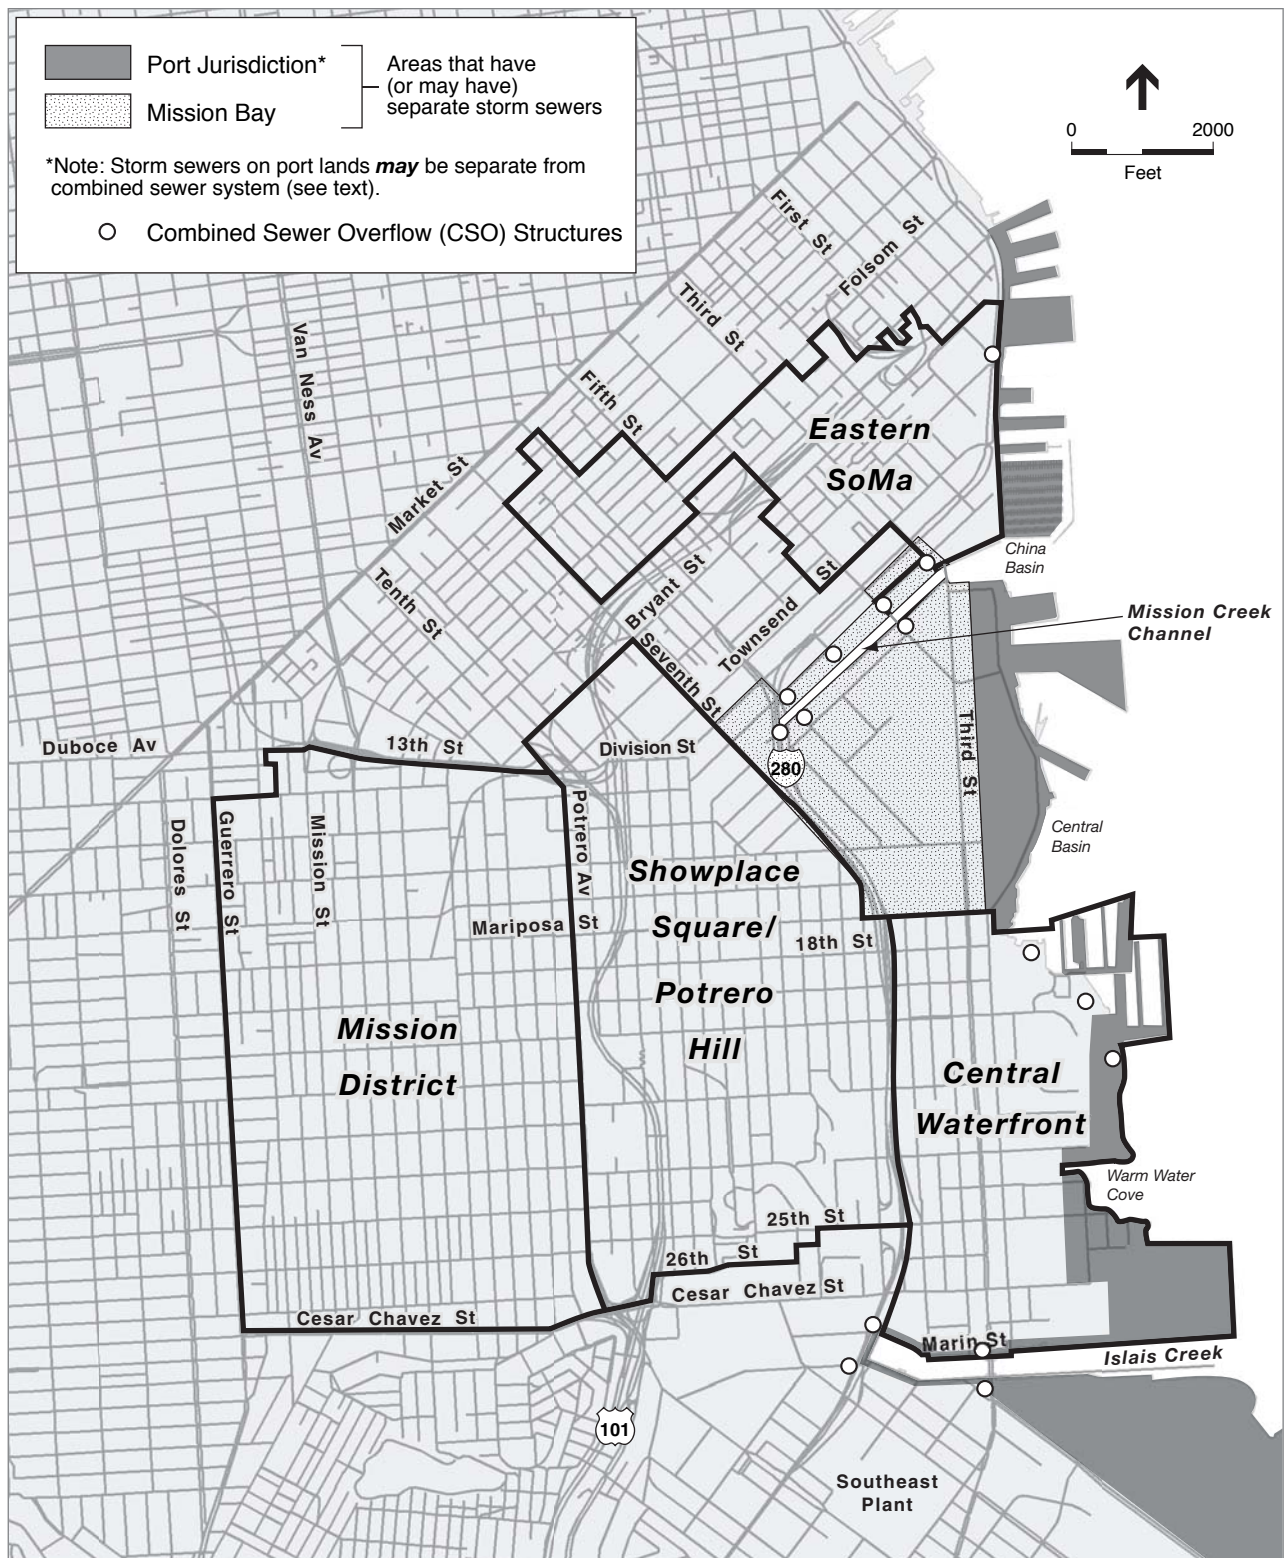 Port Jurisdiction*
Mission Bay
Areas that have
(or may have)
separate storm sewers
*Note: Storm sewers on port lands may be separate from
combined sewer system (see text).
Combined Sewer Overflow (CSO) Structures
0 2000
Feet
First St
Folsom St
Third St
Van Ness Av
Fifth St
Eastern
SoMa
Market St
China
Basin
Tenth St
Bryant St
Townsend St
Mission Creek
Channel
Seventh St
Third St
Duboce Av
13th St
Division St
280
Potrero Av
Dolores St
Guerrero St
Mission St
Central
Basin
Showplace
Square/
Potrero
Hill
Mariposa St
18th St
Mission
District
Central
Waterfront
Warm Water
Cove
25th St
26th St
Cesar Chavez St
Cesar Chavez St
Marin St
Islais Creek
101
Southeast
Plant